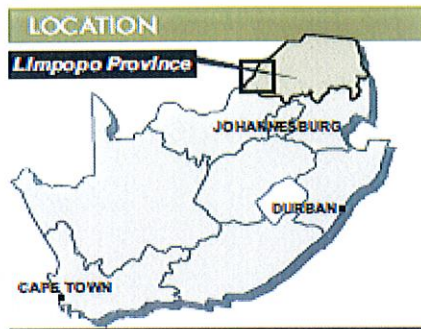 LOCATION
Limpopo Province
JOHANNESBURG
DURBAN
CAPE TOWN